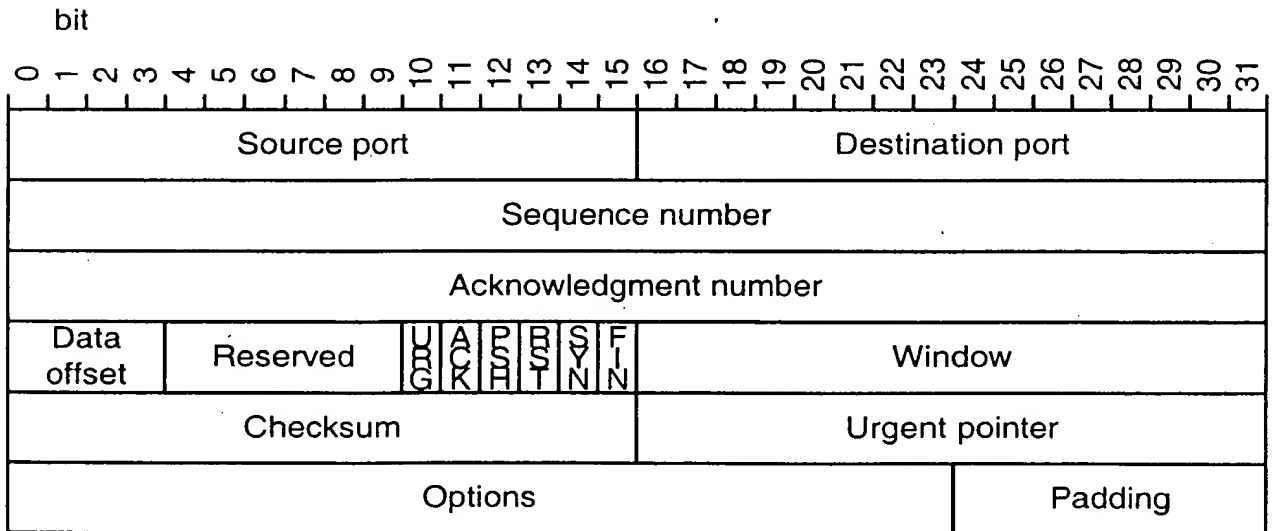 bit
0 1 2 3 4 5 6 7 8 9 10 11 12 13 14 15 16 17 18 19 20 21 22 23 24 25 26 27 28 29 30 31
Source port Destination port
Sequence number
Acknowledgment number
Data offset Reserved URG ACK PSH RST SYN FIN Window
Checksum Urgent pointer
Options Padding